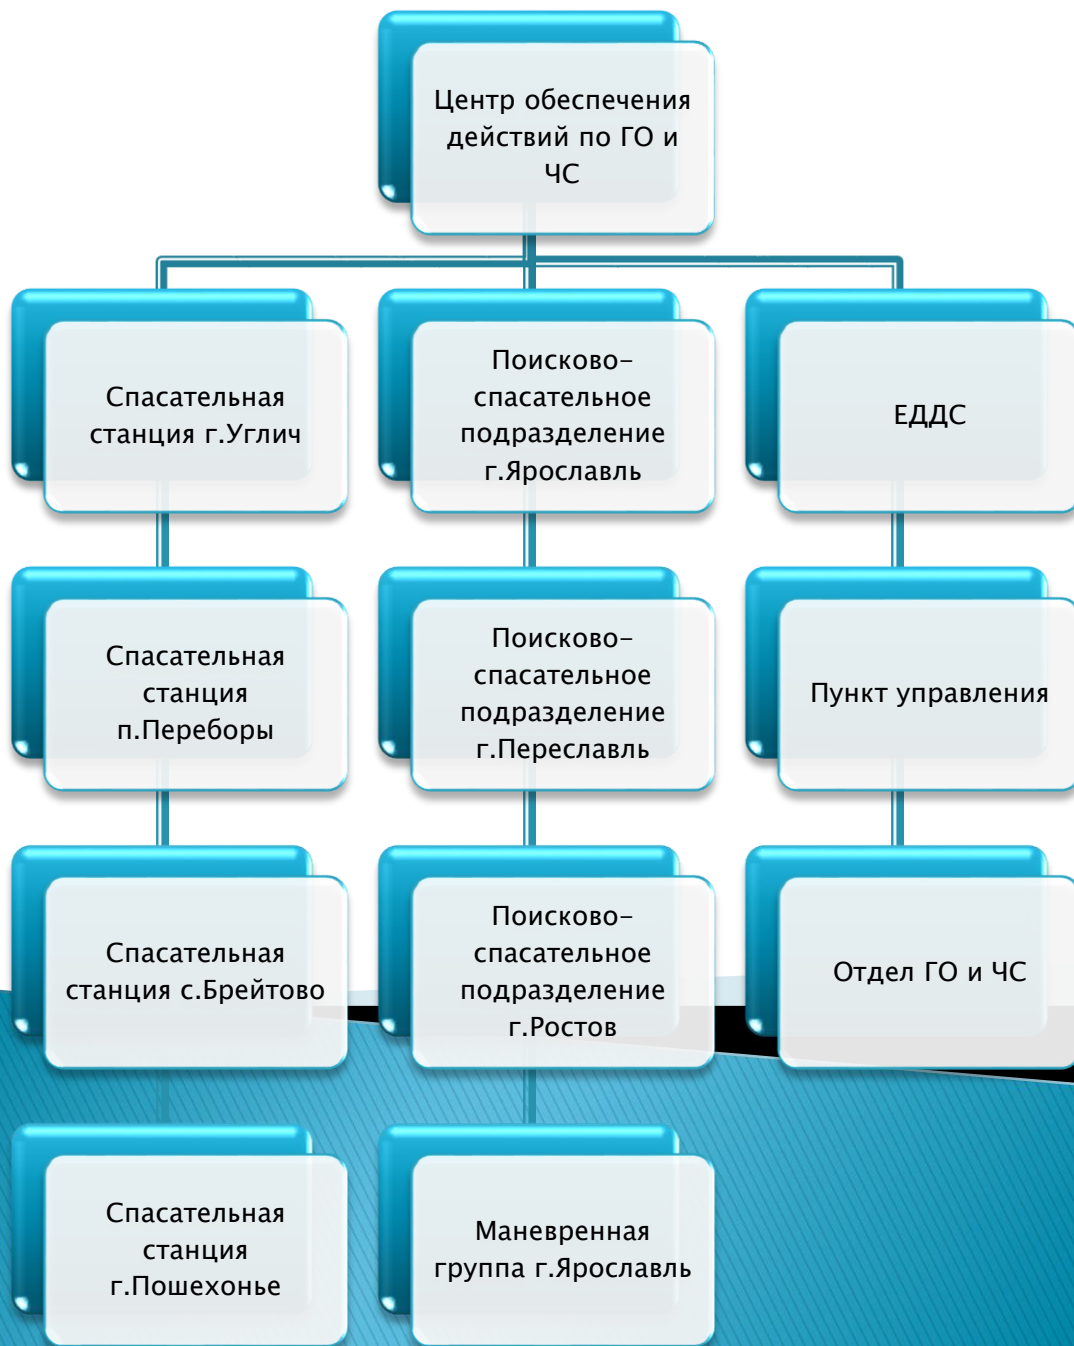 Центр обеспечения
действий по ГО и
ЧС
Спасательная
станция г.Углич
Поисково-
спасательное
подразделение
г.Ярославль
ЕДДС
Спасательная
станция
п.Переборы
Поисково-
спасательное
подразделение
г.Переславль
Пункт управления
Спасательная
станция с.Брейтово
Поисково-
спасательное
подразделение
г.Ростов
Отдел ГО и ЧС
Спасательная
станция
г.Пошехонье
Маневренная
группа г.Ярославль